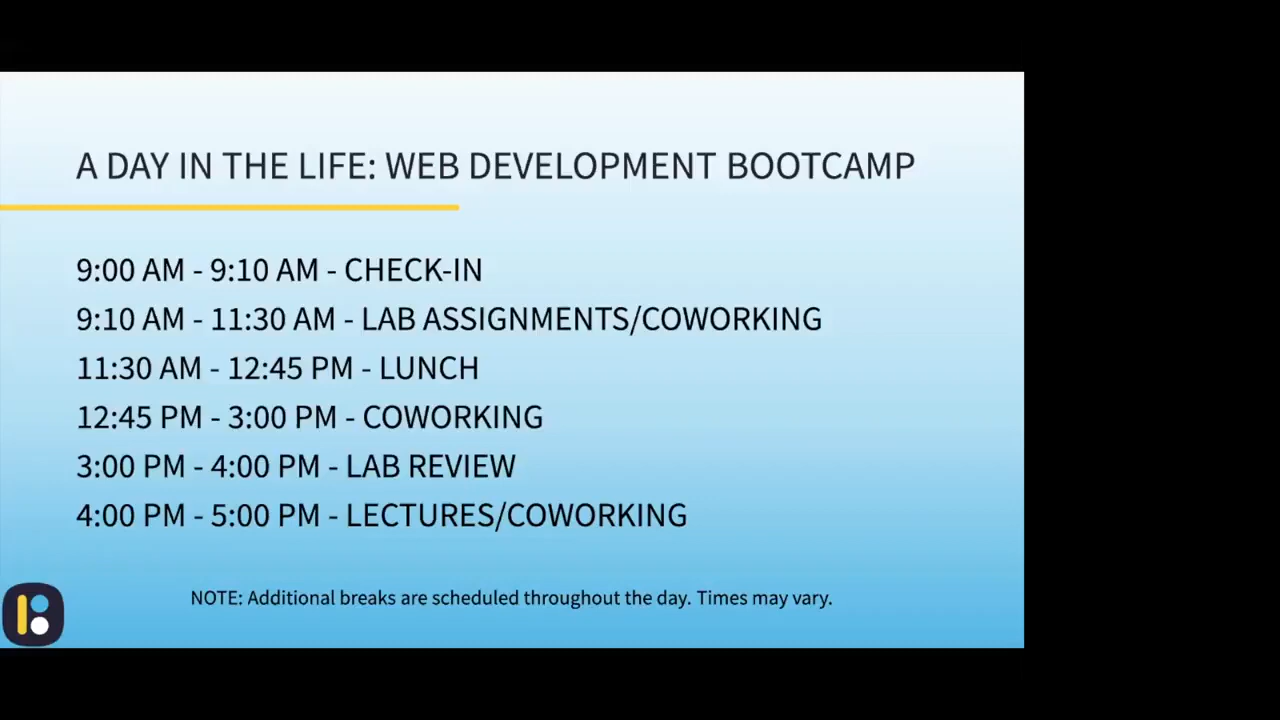 A DAY IN THE LIFE: WEB DEVELOPMENT BOOTCAMP
9:00 AM - 9:10 AM - CHECK-IN
9:10 AM - 11:30 AM - LAB ASSIGNMENTS/COWORKING
11:30 AM - 12:45 PM - LUNCH
12:45 PM - 3:00 PM - COWORKING
3:00 PM - 4:00 PM - LAB REVIEW
4:00 PM - 5:00 PM - LECTURES/COWORKING
NOTE: Additional breaks are scheduled throughout the day. Times may vary.